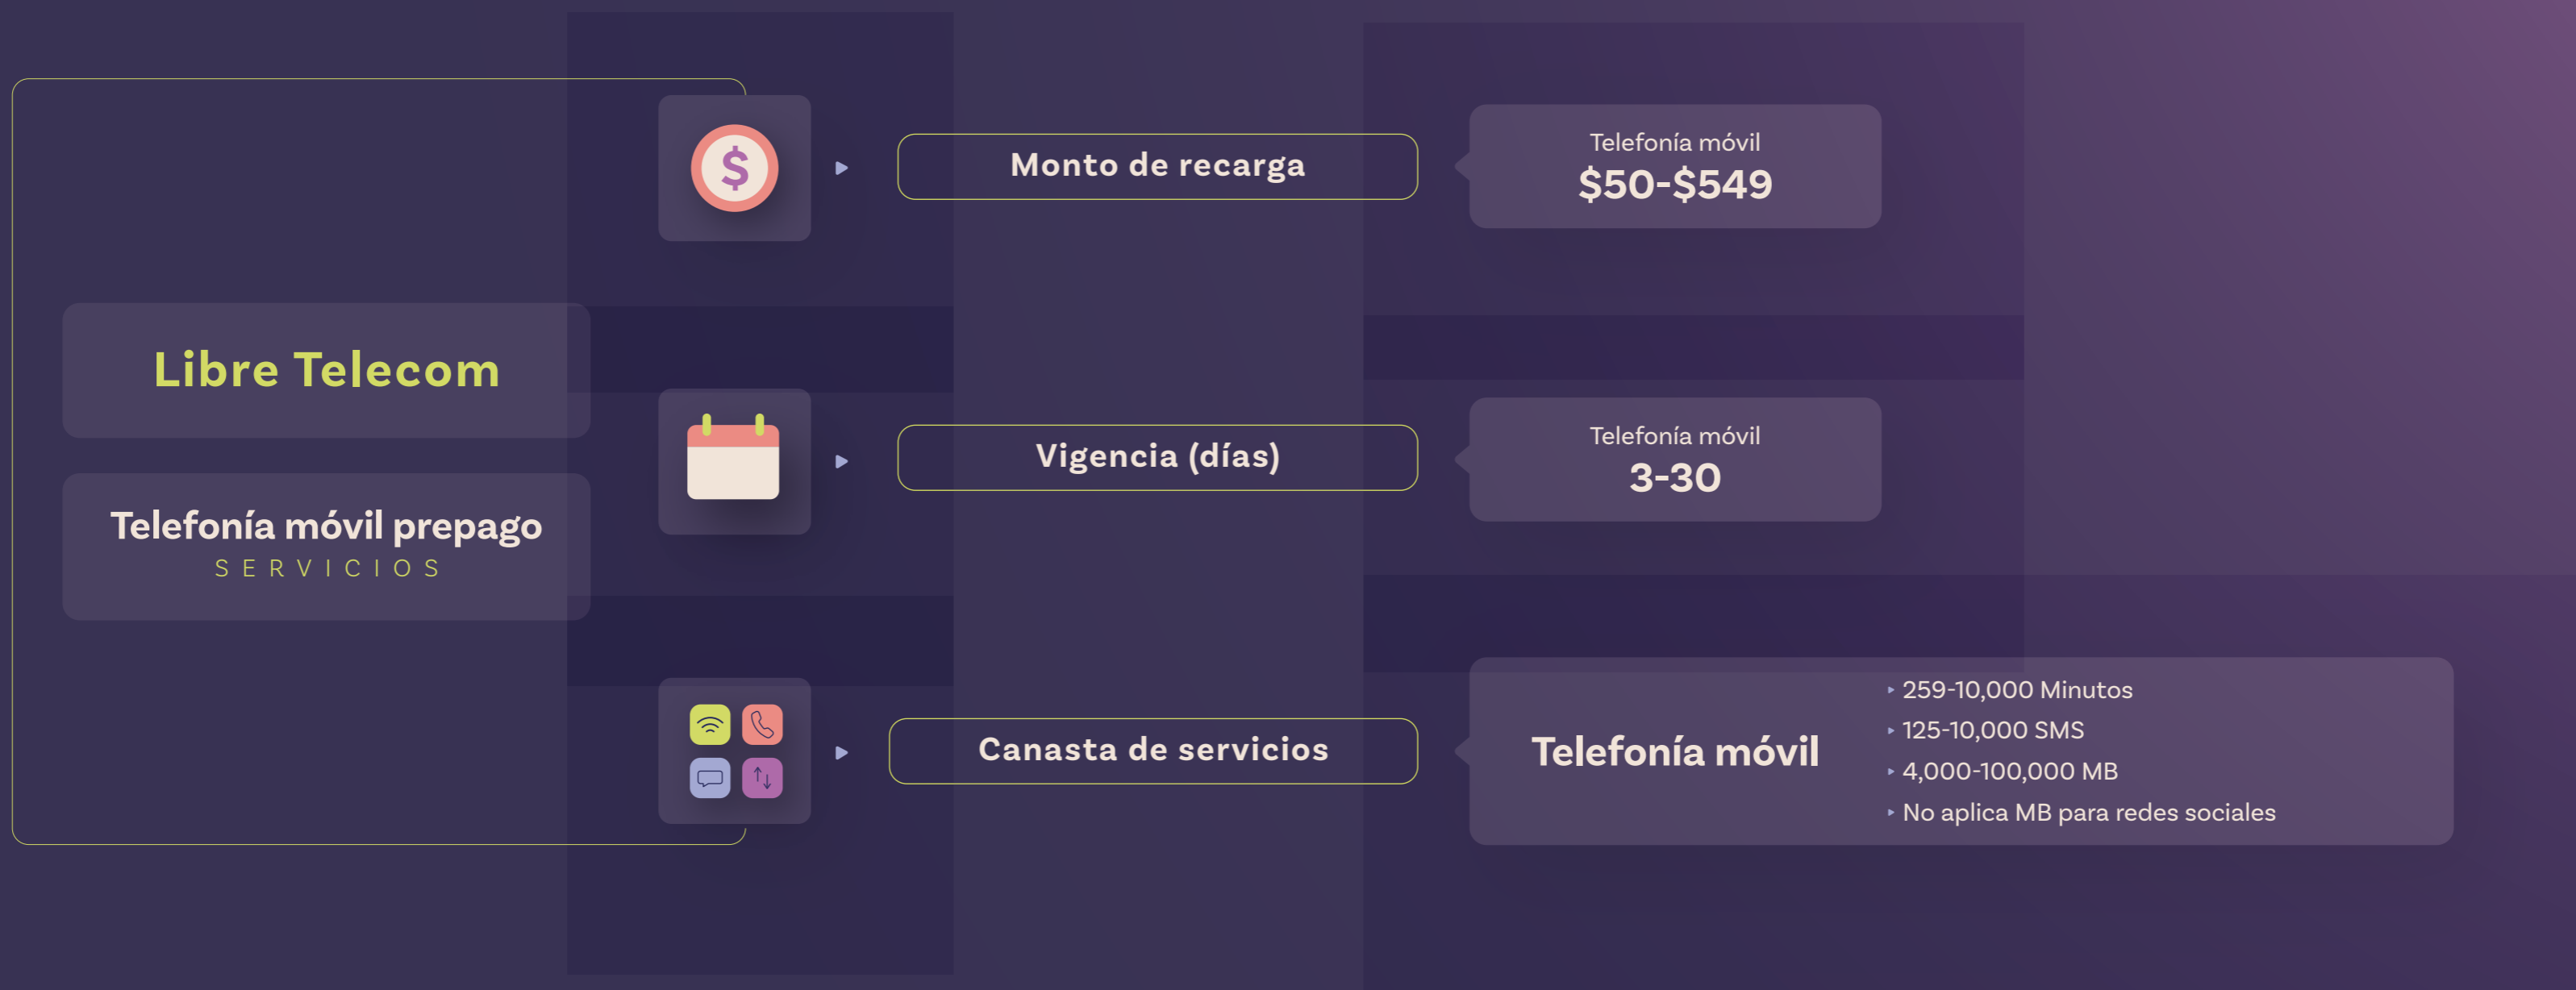 Libre Telecom
Telefonía móvil prepago
SERVICIOS
$
Monto de recarga
Telefonía móvil
$50-$549
Vigencia (días)
Telefonía móvil
3-30
Canasta de servicios
Telefonía móvil
259-10,000 Minutos
125-10,000 SMS
4,000-100,000 MB
No aplica MB para redes sociales